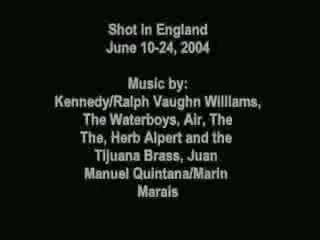 Shot in England
June 10-24, 2004
Music by:
Kennedy/Ralph Vaughn Williams,
The Waterboys, Air, The
The, Herb Alpert and the
Tijuana Brass, Juan
Manuel Quintana/Marin
Marais